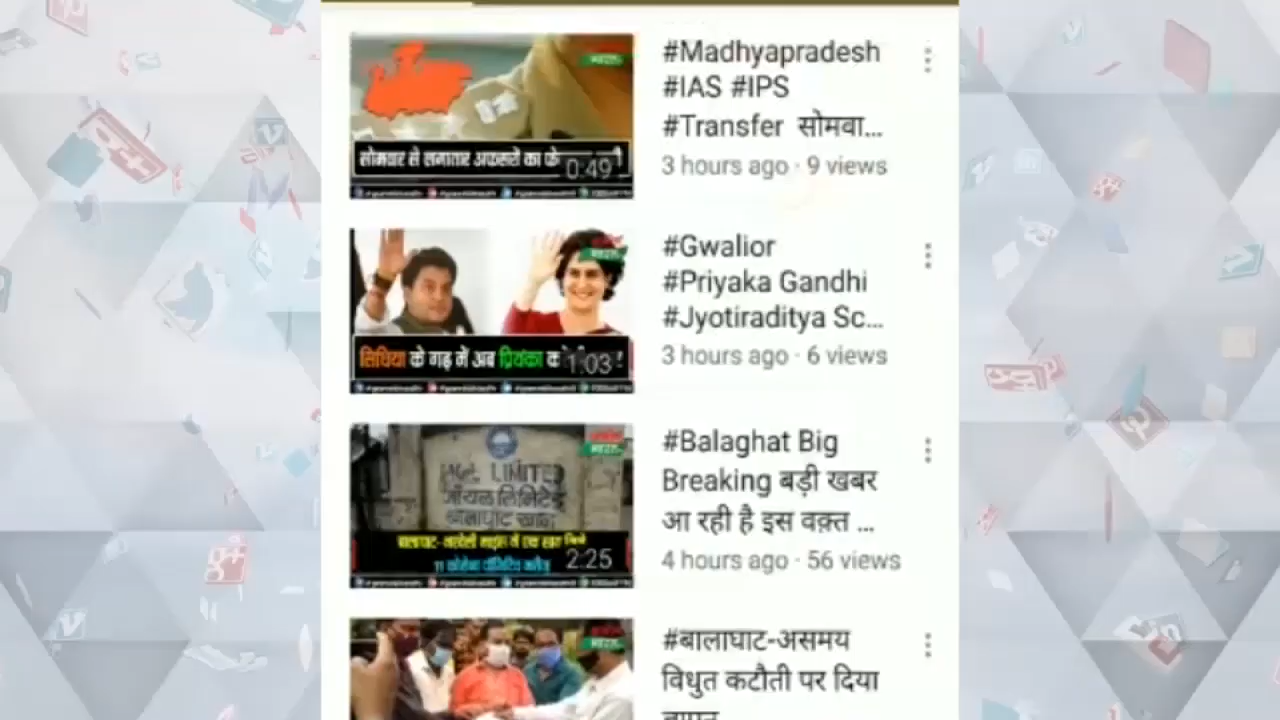 #Madhyapradesh
#IAS #IPS
#Transfer सोमवा...
3 hours ago · 9 views
सोमवार से लगातार अफसरों का
0:49
#Gwalior
#Priyaka Gandhi
#Jyotiraditya Sc...
3 hours ago · 6 views
सिंधिया के गढ़ में अब प्रियंका
1:03
#Balaghat Big
Breaking बड़ी खबर
आ रही है इस वक़्त ...
4 hours ago · 56 views
LIMITED
लिमिटेड
बालाघाट-
11 कोरोना पॉजिटिव
2:25
#बालाघाट-असमय
विधुत कटौती पर दिया